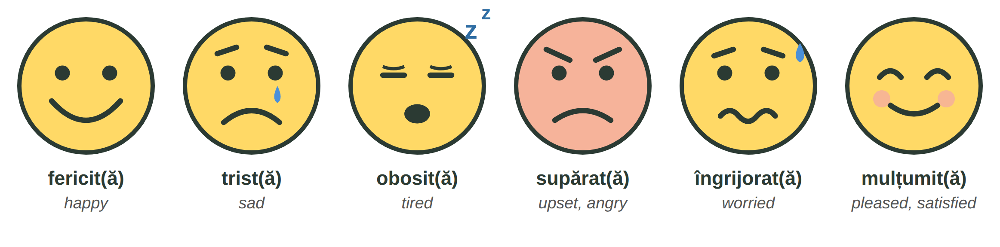 z
z
fericit(ă)
happy
trist(ă)
sad
obosit(ă)
tired
supărat(ă)
upset, angry
îngrijorat(ă)
worried
mulțumit(ă)
pleased, satisfied